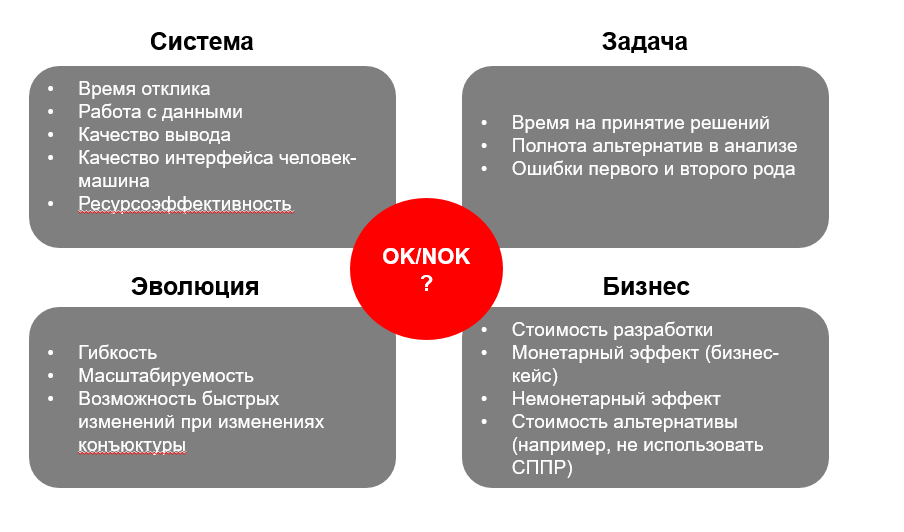 Система
• Время отклика
• Работа с данными
• Качество вывода
• Качество интерфейса человек-
машина
• Ресурсоэффективность
Задача
• Время на принятие решений
• Полнота альтернатив в анализе
• Ошибки первого и второго рода
OK/NOK
?
Эволюция
• Гибкость
• Масштабируемость
• Возможность быстрых
изменений при изменениях
конъюктуры
Бизнес
• Стоимость разработки
• Монетарный эффект (бизнес-
кейс)
• Немонетарный эффект
• Стоимость альтернативы
(например, не использовать
СППР)